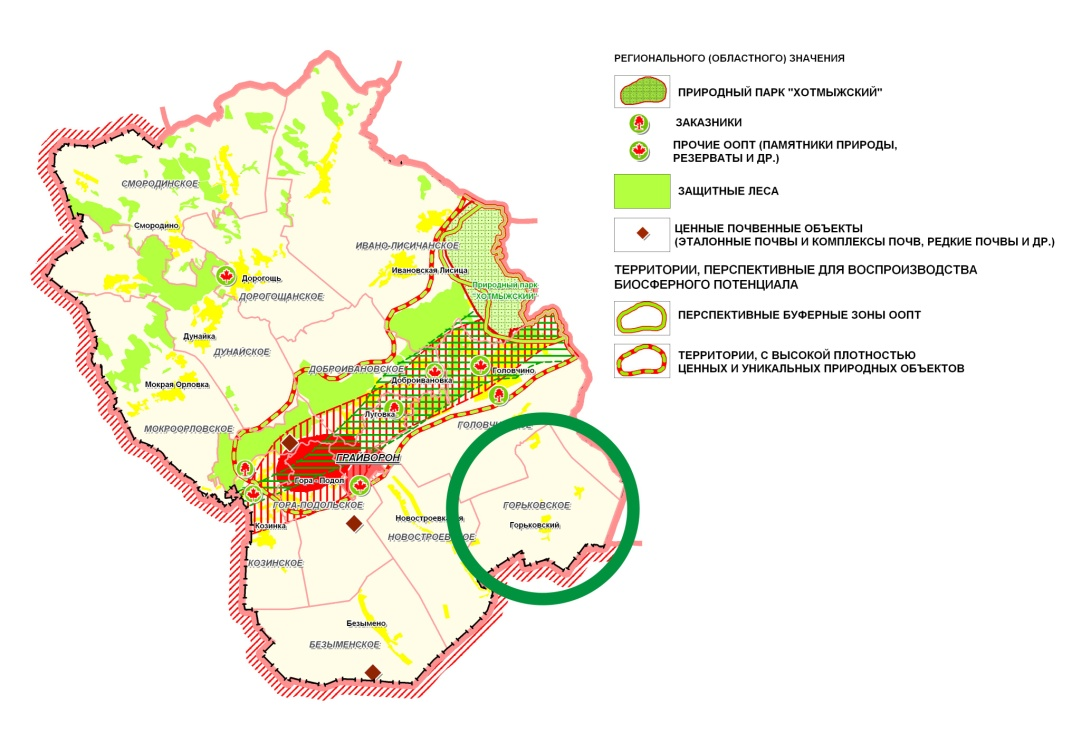 РЕГИОНАЛЬНОГО (ОБЛАСТНОГО) ЗНАЧЕНИЯ
ПРИРОДНЫЙ ПАРК "ХОТМЫЖСКИЙ"
ЗАКАЗНИКИ
ПРОЧИЕ ООПТ (ПАМЯТНИКИ ПРИРОДЫ,
РЕЗЕРВАТЫ И ДР.)
ЗАЩИТНЫЕ ЛЕСА
ЦЕННЫЕ ПОЧВЕННЫЕ ОБЪЕКТЫ
(ЭТАЛОННЫЕ ПОЧВЫ И КОМПЛЕКСЫ ПОЧВ, РЕДКИЕ ПОЧВЫ И ДР.)
ТЕРРИТОРИИ, ПЕРСПЕКТИВНЫЕ ДЛЯ ВОСПРОИЗВОДСТВА
БИОСФЕРНОГО ПОТЕНЦИАЛА
ПЕРСПЕКТИВНЫЕ БУФЕРНЫЕ ЗОНЫ ООПТ
ТЕРРИТОРИИ, С ВЫСОКОЙ ПЛОТНОСТЬЮ
ЦЕННЫХ И УНИКАЛЬНЫХ ПРИРОДНЫХ ОБЪЕКТОВ
СМОРОДИНСКОЕ
Смородино
ИВАНО-ЛИСИЧАНСКОЕ
Ивановская Лисица
Дорогощь
Природный парк
"ХОТМЫЖСКИЙ"
ДОРОГОЩАНСКОЕ
Дунайка
ДУНАЙСКОЕ
ДОБРОИВАНОВСКОЕ
Головчино
Доброивановка
Мокрая Орловка
Луговка
МОКРООРЛОВСКОЕ
ГРАЙВОРОН
Гора - Подол
ГОРА-ПОДОЛЬСКОЕ
ГОРЬКОВСКОЕ
Козинка
Горьковский
НОВОСТРОЕВСКОЕ
КОЗИНСКОЕ
Безымено
БЕЗЫМЕНСКОЕ